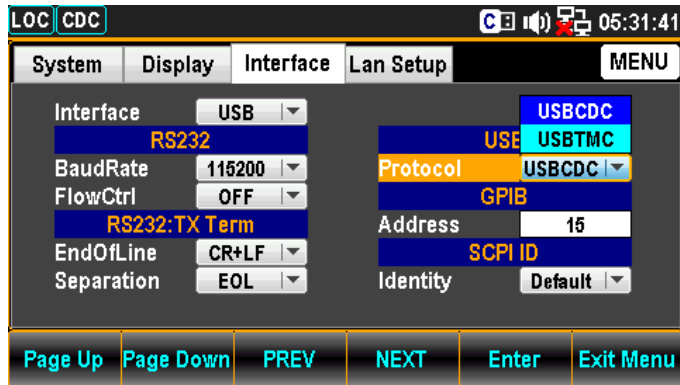 LOC CDC C 05:31:41
System Display Interface Lan Setup MENU
Interface USB
USBCDC
RS232 USB USBTMC
BaudRate 115200 Protocol USBCDC
FlowCtrl OFF GPIB
RS232:TX Term Address 15
EndOfLine CR+LF SCPI ID
Separation EOL Identity Default
Page Up Page Down PREV NEXT Enter Exit Menu